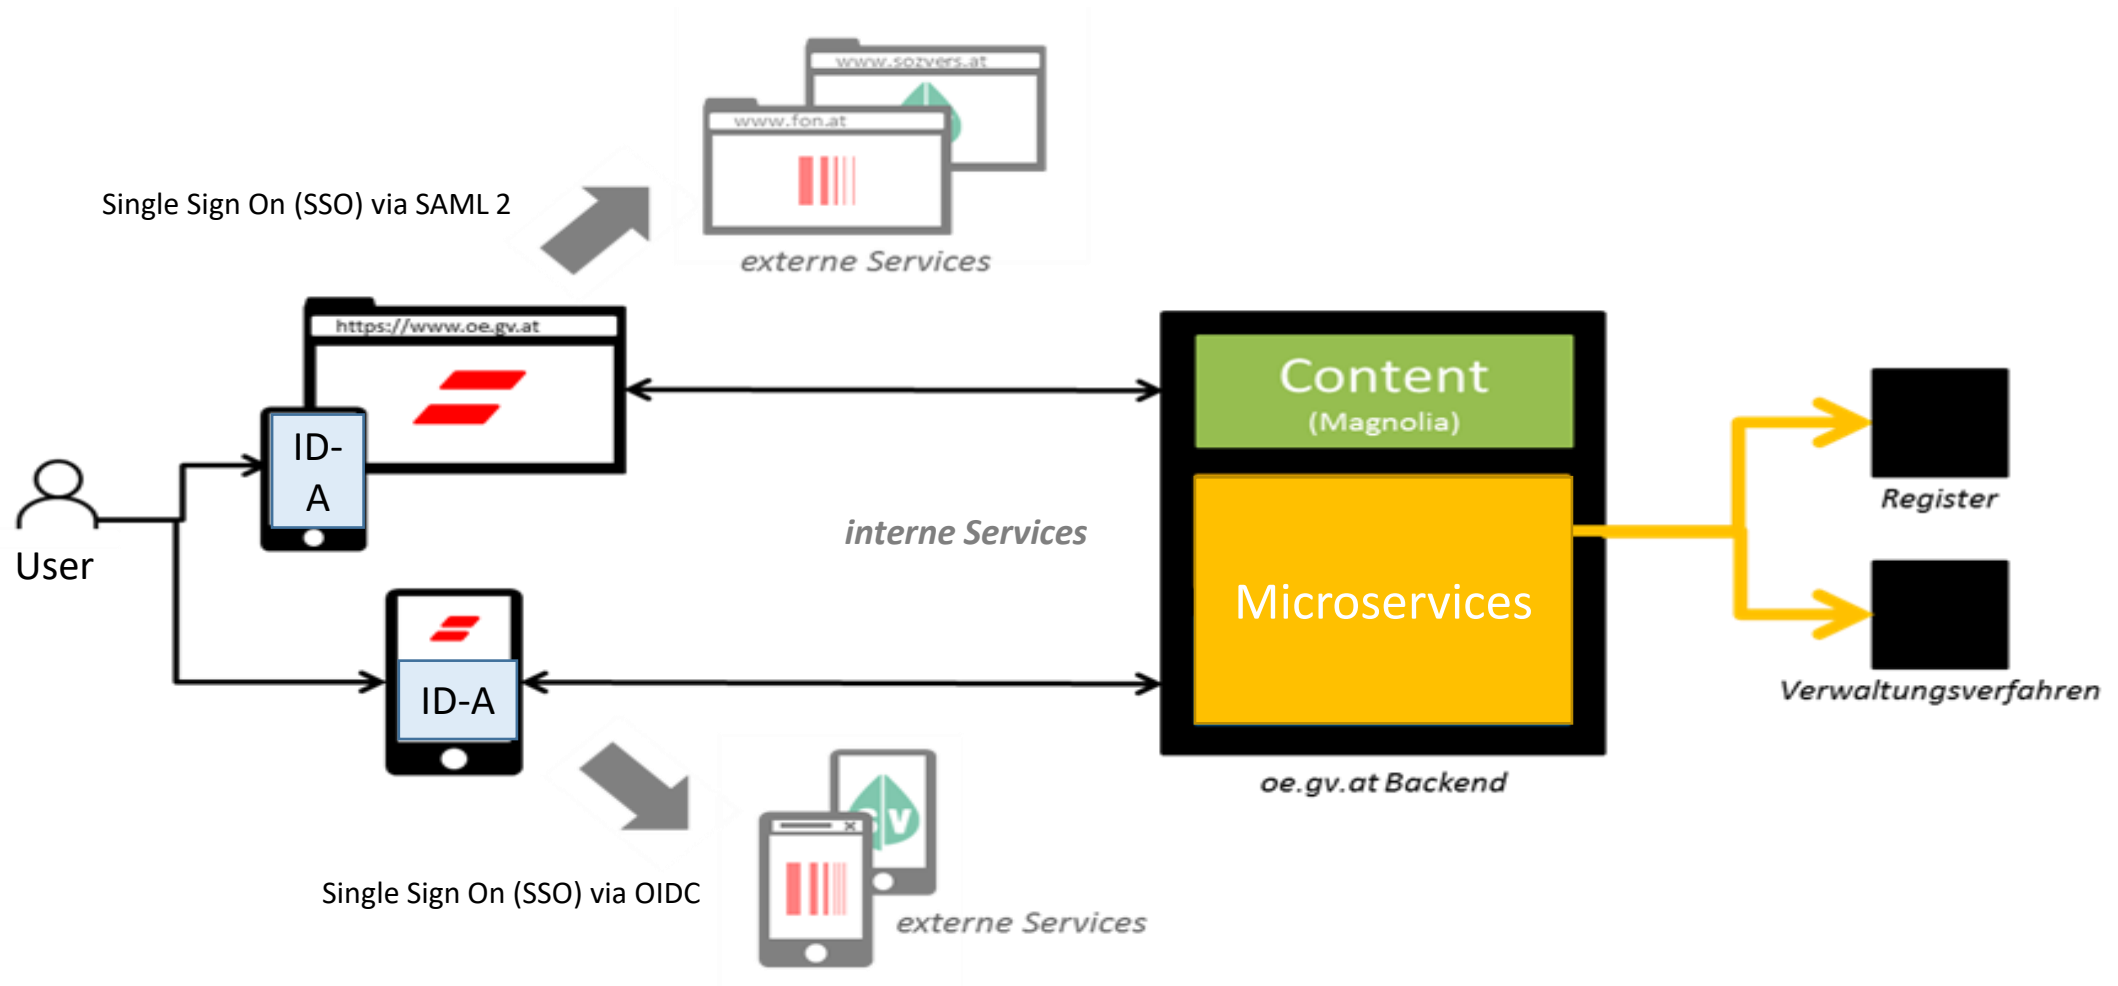 www.sozvers.at
www.fon.at
Single Sign On (SSO) via SAML 2
externe Services
https://www.oe.gv.at
ID-
A
User
ID-A
interne Services
Content
(Magnolia)
Microservices
oe.gv.at Backend
Register
Verwaltungsverfahren
Single Sign On (SSO) via OIDC
SV
externe Services